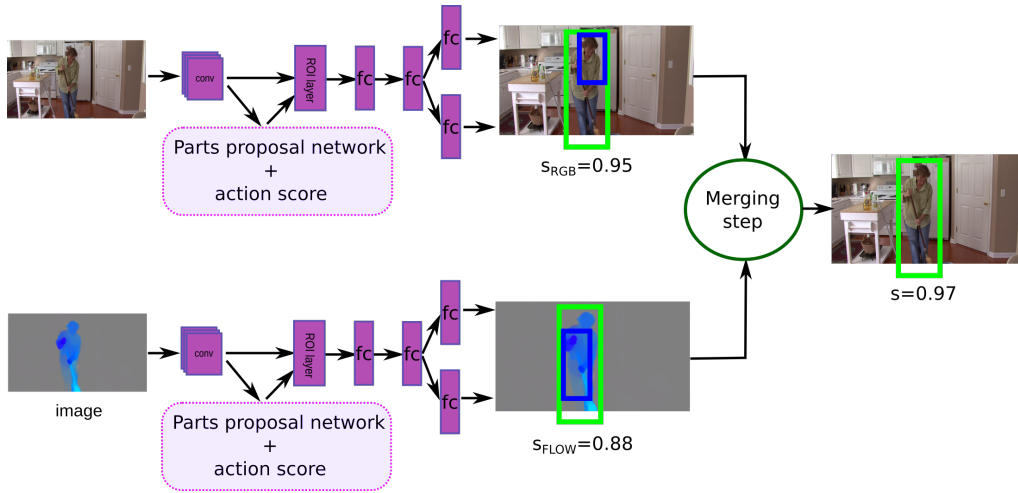 fc
conv
ROI layer
fc
fc
fc
Parts proposal network
+
action score
sRGB=0.95
Merging
step
s=0.97
fc
conv
ROI layer
fc
fc
fc
image
Parts proposal network
+
action score
sFLOW=0.88